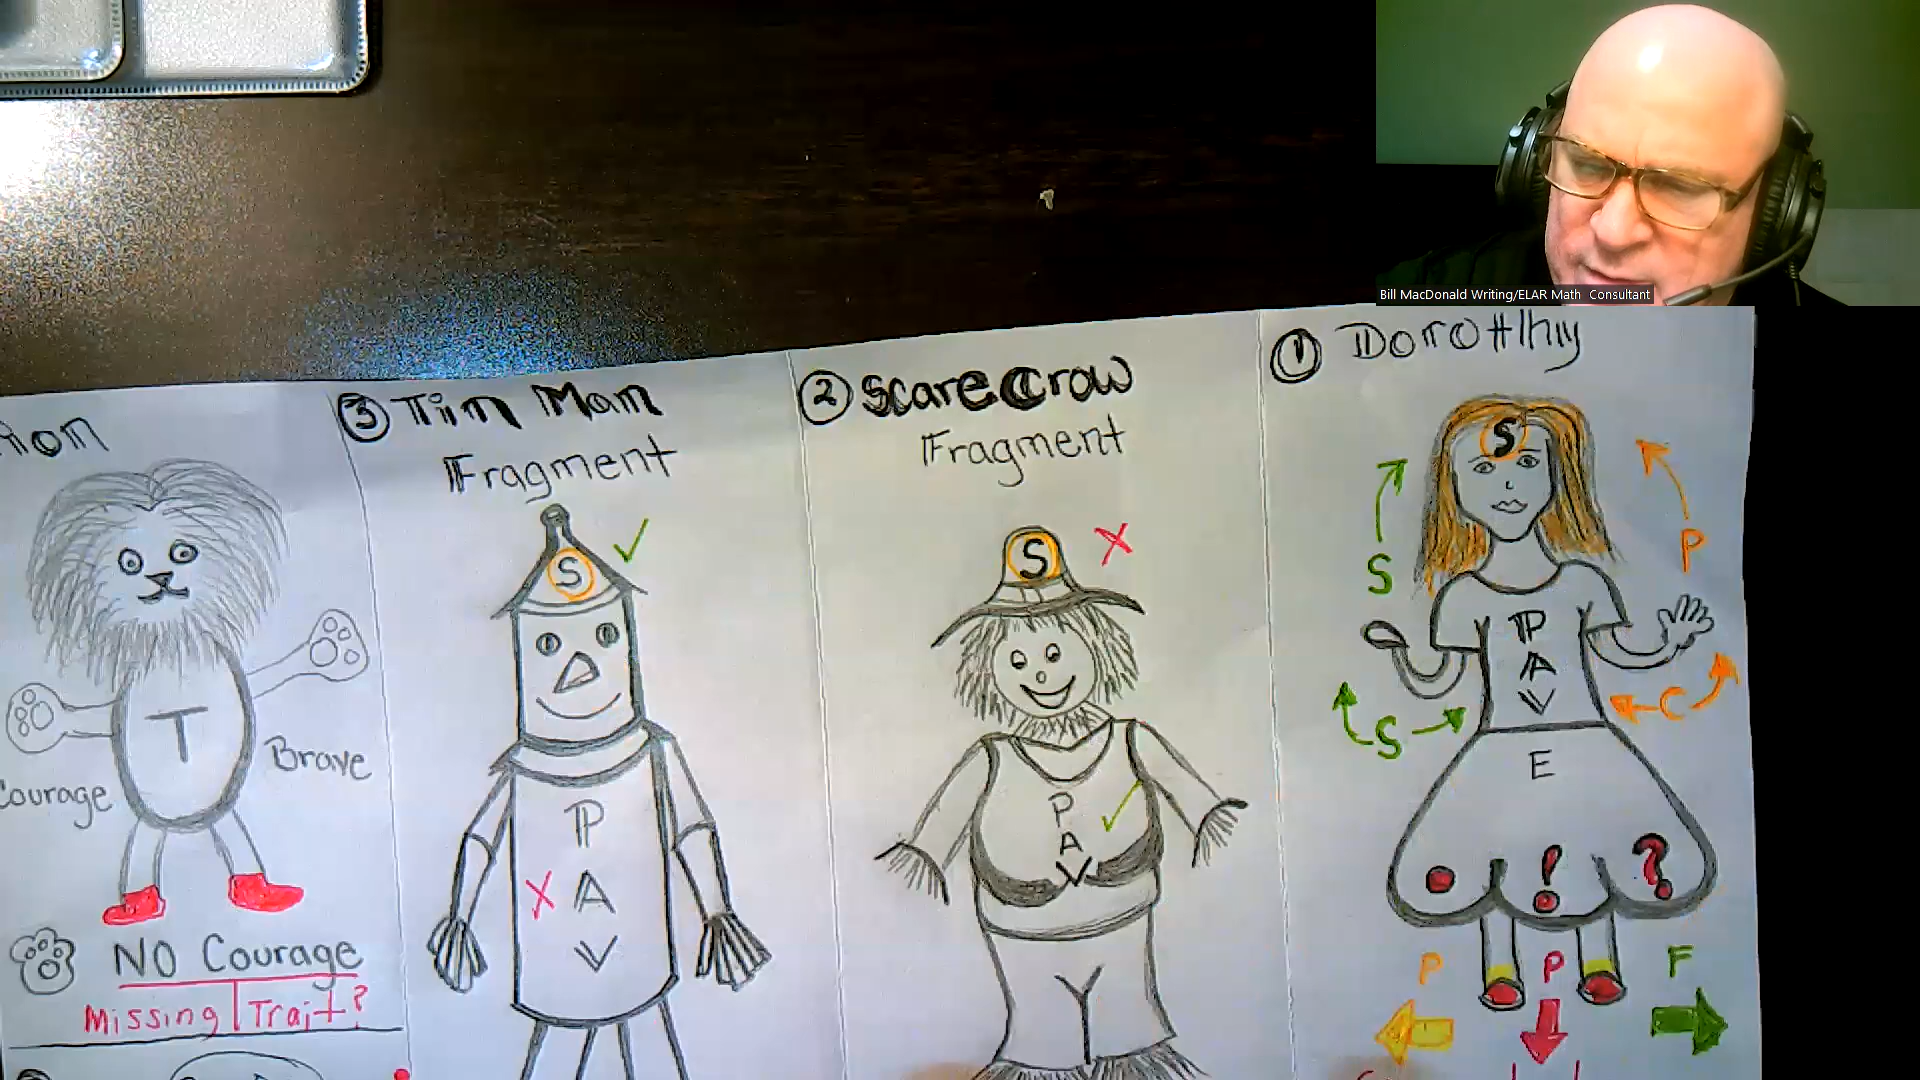 Bill MacDonald Writing/ELAR Math Consultant
① Dorothy
S
S
P
P
A
V
S
C
E
. ! ?
P P F
② ScareCrow
Fragment
S X
P
A ✓
V
③ Tin Man
Fragment
S ✓
P
X A
V
T
Brave
Courage
NO Courage
Missing Trait?